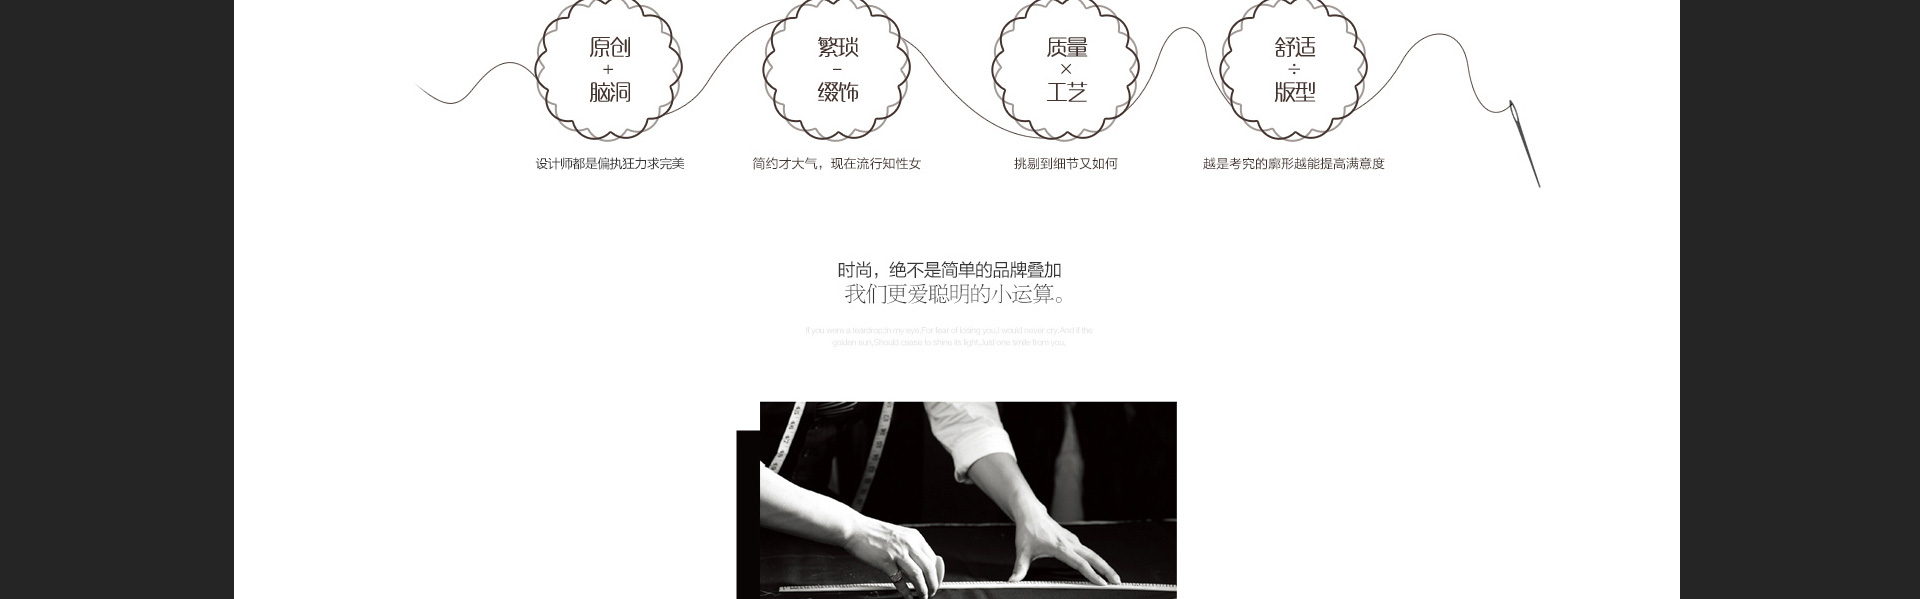 原创
+
脑洞
设计师都是偏执狂力求完美
繁琐
−
缀饰
简约才大气，现在流行知性女
质量
×
工艺
挑剔到细节又如何
舒适
÷
版型
越是考究的廓形越能提高满意度
时尚，绝不是简单的品牌叠加
我们更爱聪明的小运算。
If you were a teardrop;In my eye,For fear of losing you,I would never cry,And if the
golden sun,Should cease to shine its light,Just one smile from you,